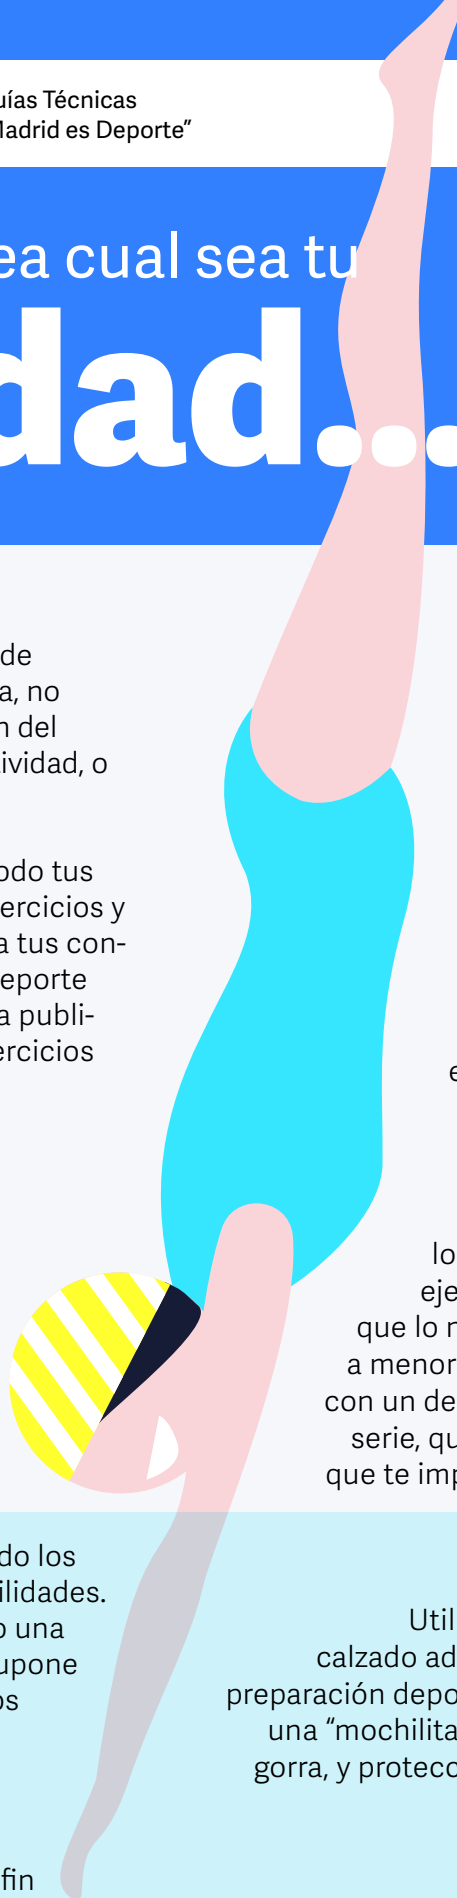 uías Técnicas
Madrid es Deporte”
ea cual sea tu
dad...
de
a, no
n del
tividad, o
odo tus
ercicios y
a tus con-
eporte
a publi-
ercicios
e
lo
eje
que lo n
a menor
con un de
serie, qu
que te imp
do los
ilidades.
o una
upone
os
Util
calzado ad
preparación depo
una “mochilita
gorra, y protecc
fin